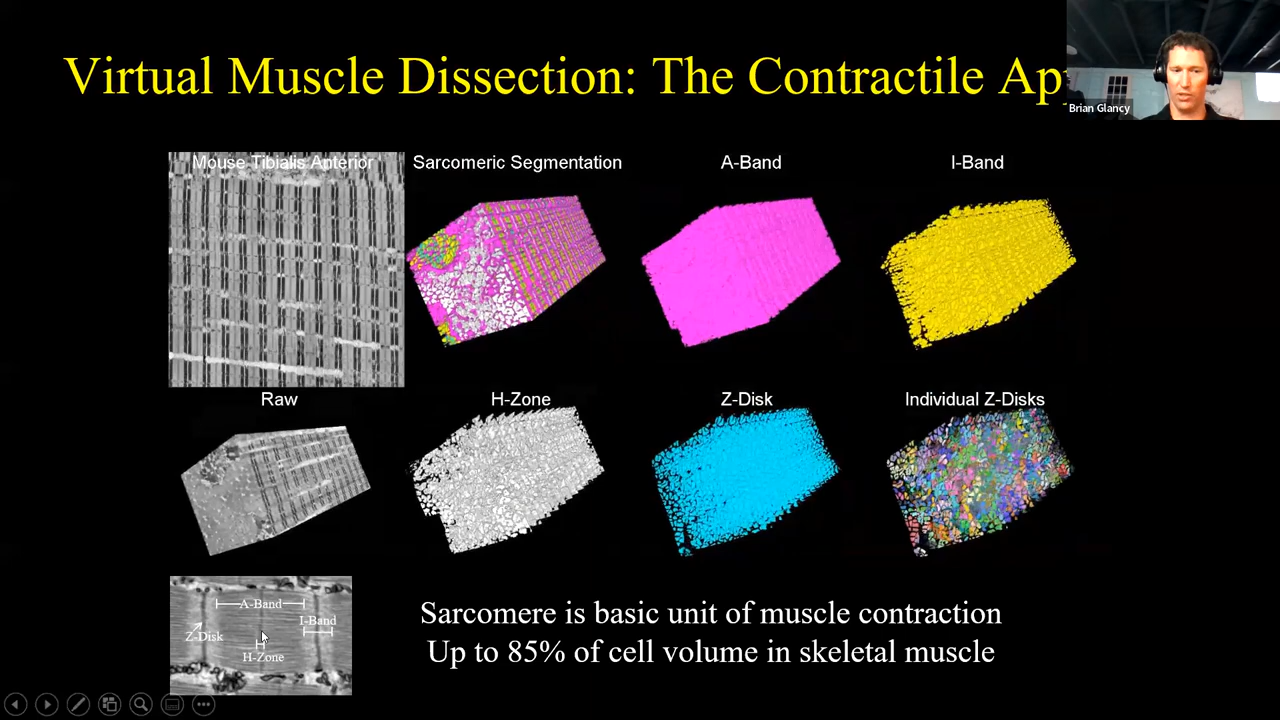 Virtual Muscle Dissection: The Contractile Ap
Brian Glancy
Mouse Tibialis Anterior
Sarcomeric Segmentation
A-Band
I-Band
Raw
H-Zone
Z-Disk
Individual Z-Disks
A-Band
I-Band
Z-Disk
H-Zone
Sarcomere is basic unit of muscle contraction
Up to 85% of cell volume in skeletal muscle